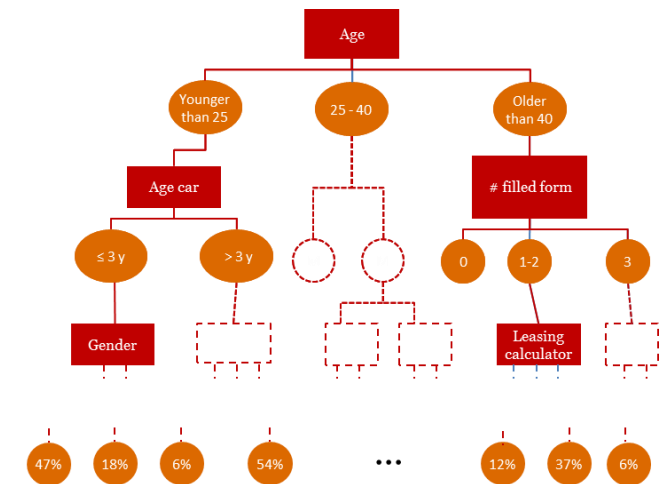 Age
Younger
than 25
25 - 40
Older
than 40
Age car
# filled form
≤ 3 y
> 3 y
0
1-2
3
Gender
Leasing
calculator
47%
18%
6%
54%
...
12%
37%
6%